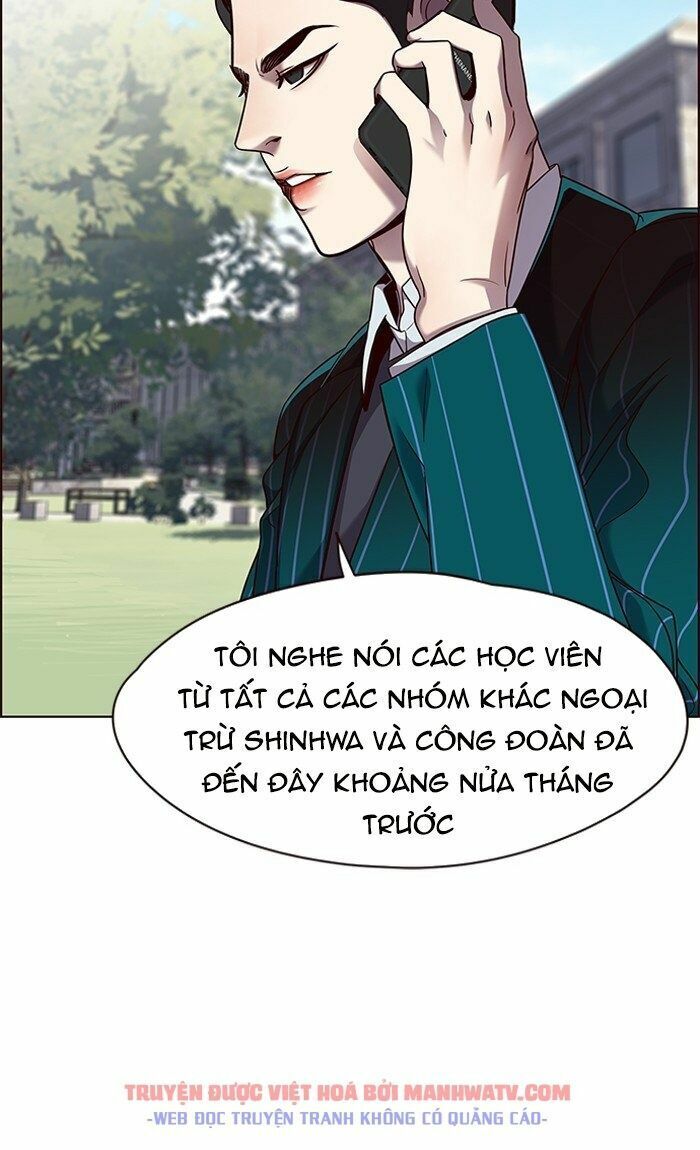 TÔI NGHE NÓI CÁC HỌC VIÊN
TỪ TẤT CẢ CÁC NHÓM KHÁC NGOẠI
TRỪ SHINHWA VÀ CÔNG ĐOÀN ĐÃ
ĐẾN ĐÂY KHOẢNG NỬA THÁNG
TRƯỚC
TRUYỆN ĐƯỢC VIỆT HOÁ BỞI MANHWATV.COM
-WEB ĐỌC TRUYỆN TRANH KHÔNG CÓ QUẢNG CÁO-